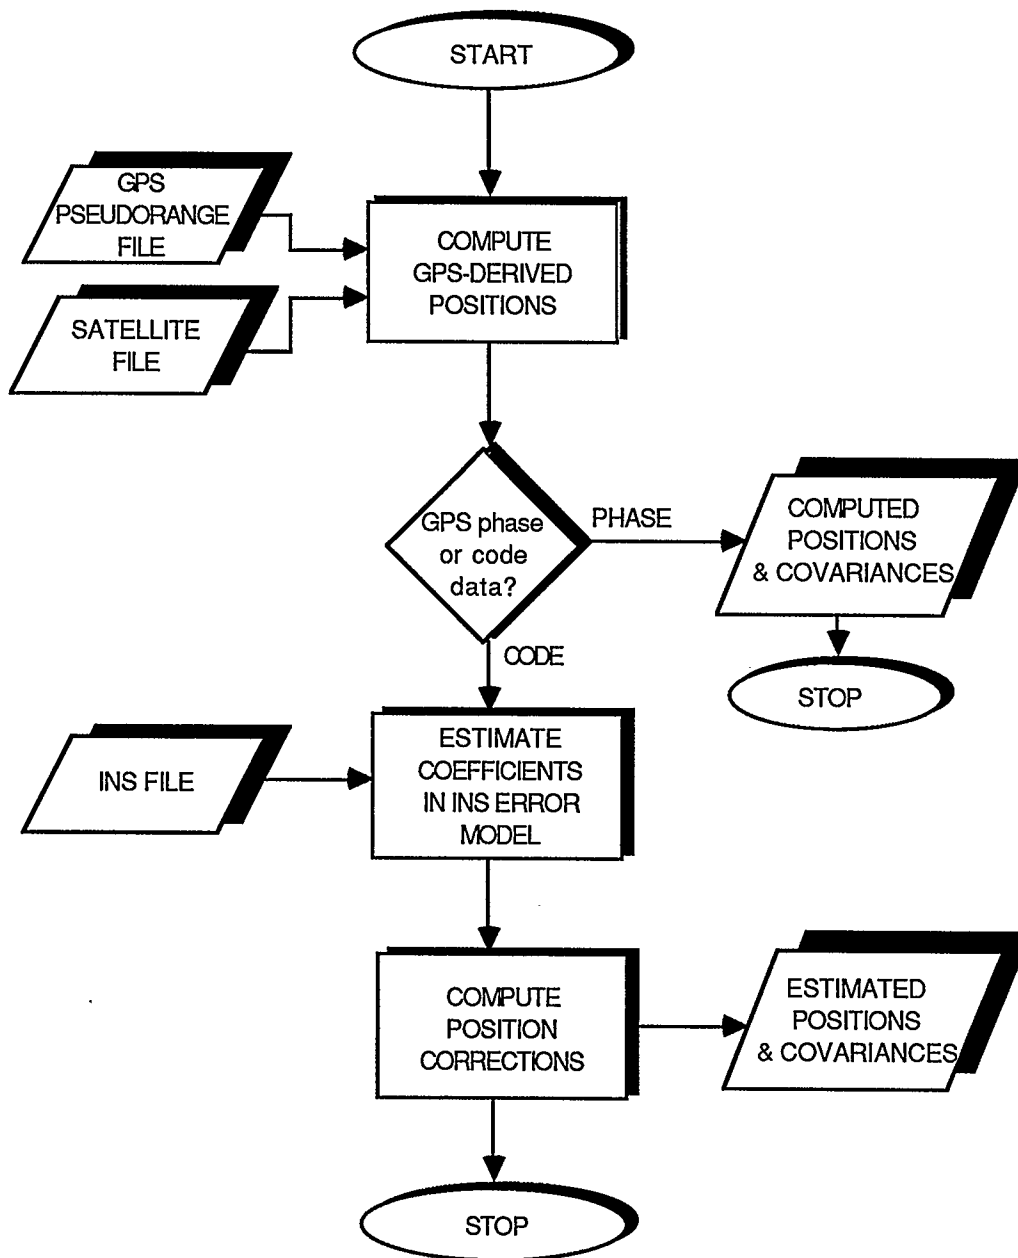 START
GPS
PSEUDORANGE
FILE
COMPUTE
GPS-DERIVED
POSITIONS
SATELLITE
FILE
GPS phase
or code
data?
PHASE
COMPUTED
POSITIONS
& COVARIANCES
CODE
STOP
INS FILE
ESTIMATE
COEFFICIENTS
IN INS ERROR
MODEL
COMPUTE
POSITION
CORRECTIONS
ESTIMATED
POSITIONS
& COVARIANCES
STOP